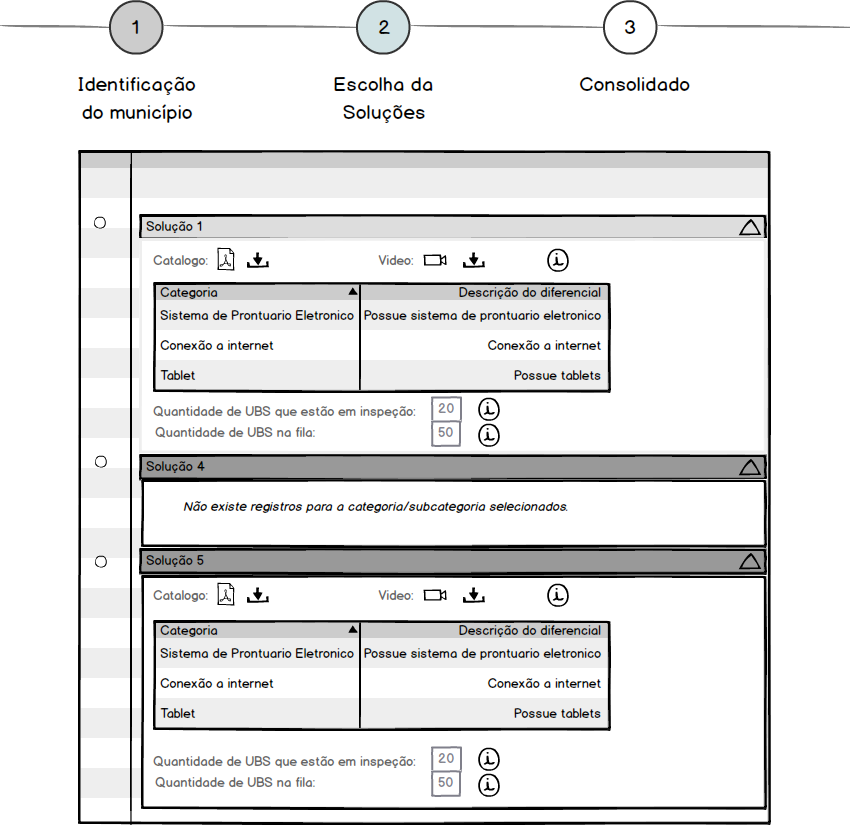 1
2
3
Identificação
do município
Escolha da
Soluções
Consolidado
Solução 1
Catalogo:
Video:
Categoria Descrição do diferencial
Sistema de Prontuario Eletronico Possue sistema de prontuario eletronico
Conexão a internet Conexão a internet
Tablet Possue tablets
Quantidade de UBS que estão em inspeção: 20
Quantidade de UBS na fila: 50
Solução 4
Não existe registros para a categoria/subcategoria selecionados.
Solução 5
Catalogo:
Video:
Categoria Descrição do diferencial
Sistema de Prontuario Eletronico Possue sistema de prontuario eletronico
Conexão a internet Conexão a internet
Tablet Possue tablets
Quantidade de UBS que estão em inspeção: 20
Quantidade de UBS na fila: 50